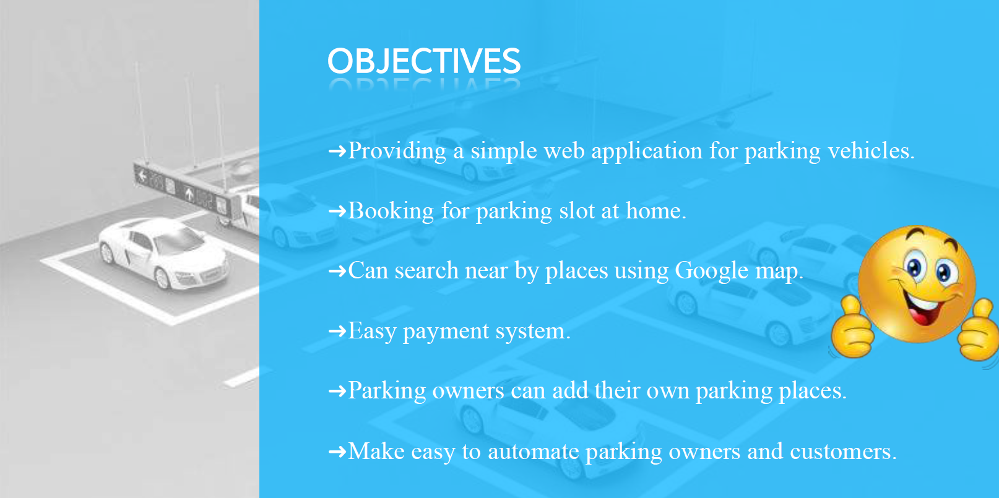 OBJECTIVES
➜Providing a simple web application for parking vehicles.
➜Booking for parking slot at home.
➜Can search near by places using Google map.
➜Easy payment system.
➜Parking owners can add their own parking places.
➜Make easy to automate parking owners and customers.